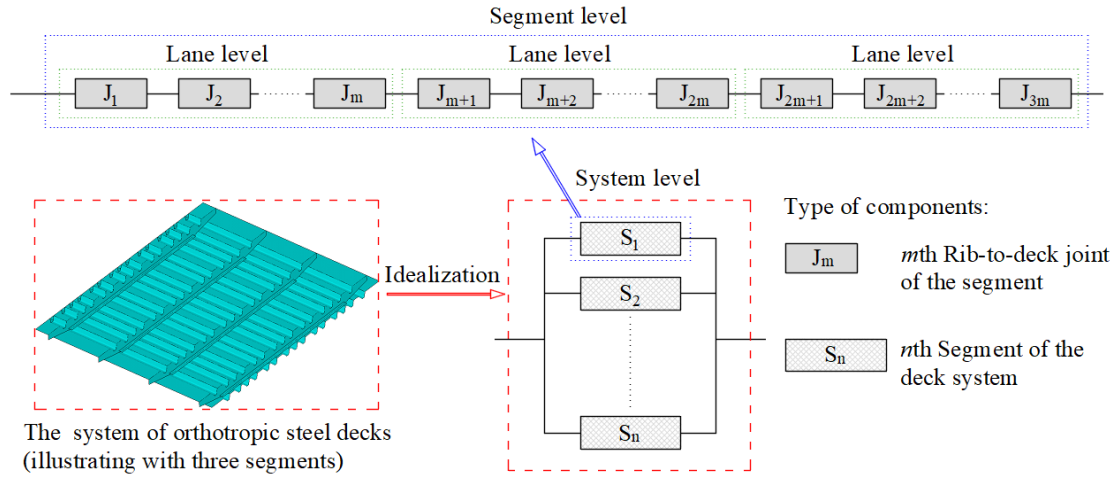 Segment level
Lane level Lane level Lane level
J1 J2 ······ Jm Jm+1 Jm+2 ······ J2m J2m+1 J2m+2 ······ J3m
System level
S1
S2
Sn
Idealization
The system of orthotropic steel decks
(illustrating with three segments)
Type of components:
Jm
mth Rib-to-deck joint
of the segment
Sn
nth Segment of the
deck system